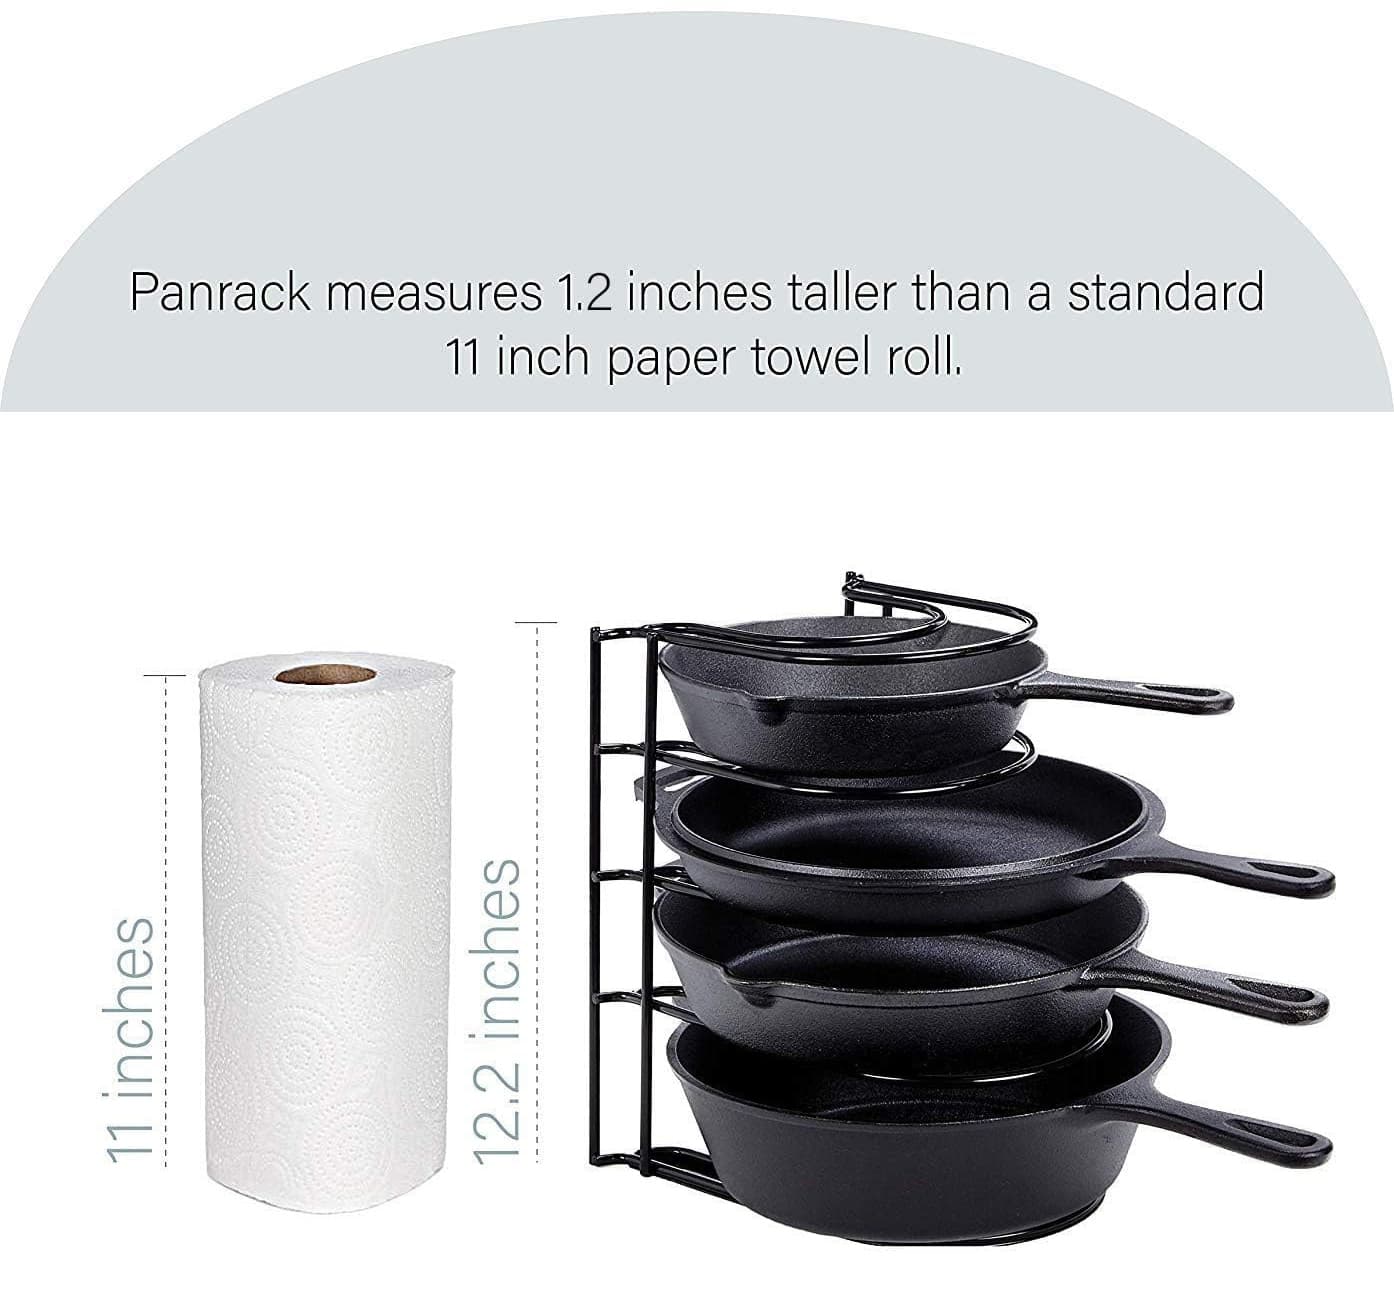 Panrack measures 1.2 inches taller than a standard
11 inch paper towel roll.
11 inches
12.2 inches